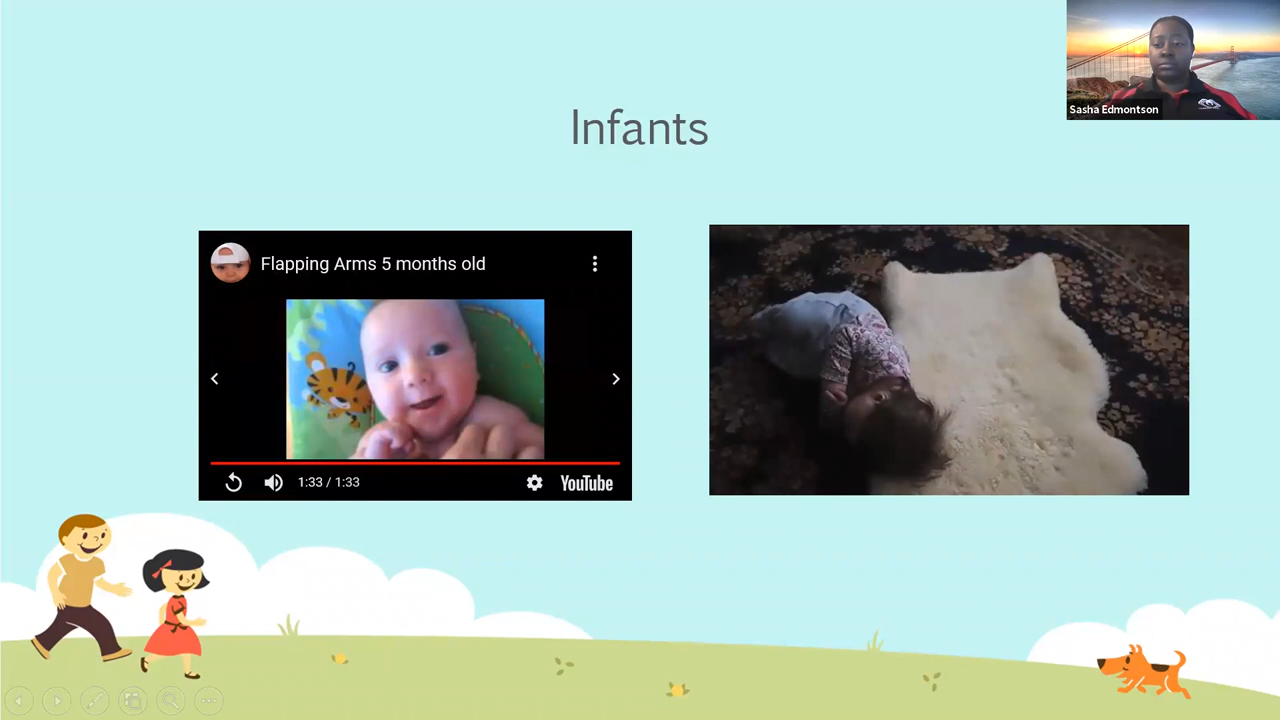 Sasha Edmontson
Infants
Flapping Arms 5 months old
1:33 / 1:33
YouTube